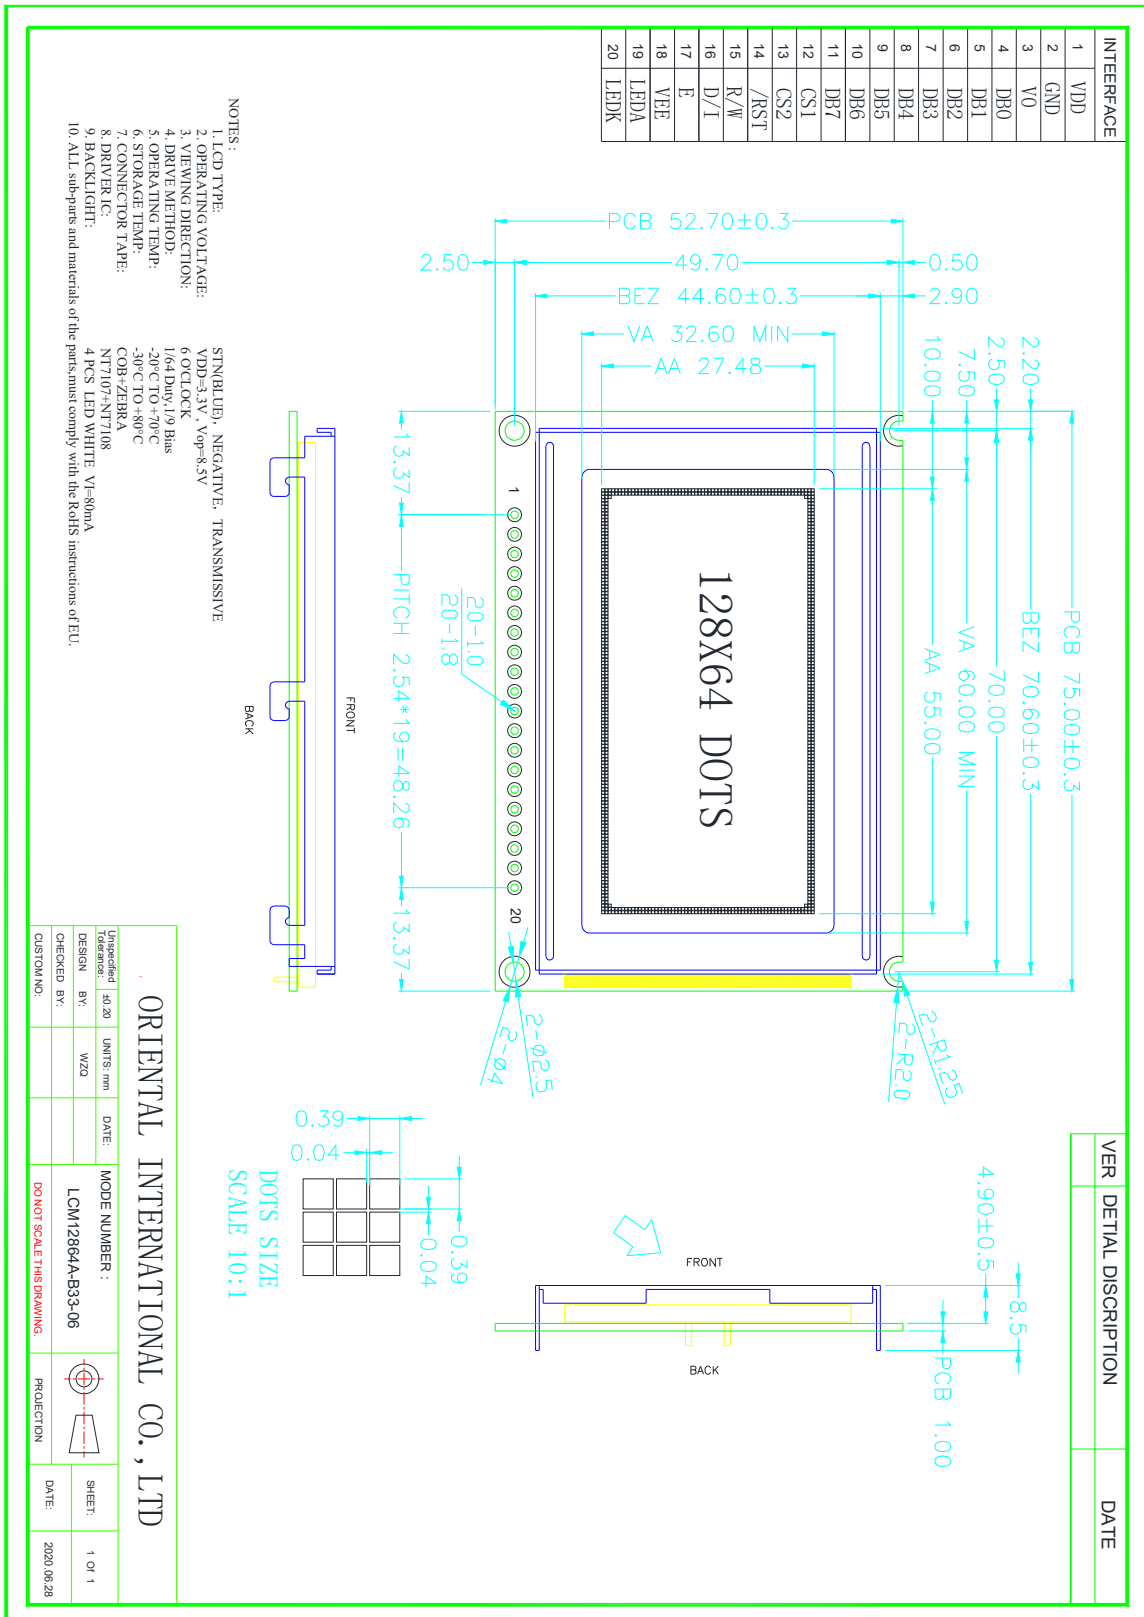 INTEERFACE
1 VDD
2 GND
3 V0
4 DB0
5 DB1
6 DB2
7 DB3
8 DB4
9 DB5
10 DB6
11 DB7
12 CS1
13 CS2
14 /RST
15 R/W
16 D/I
17 E
18 VEE
19 LEDA
20 LEDK
VER DETIAL DISCRIPTION DATE
PCB 75.00±0.3
BEZ 70.60±0.3
2.20
70.00
2.50
VA 60.00 MIN
7.50
AA 55.00
10.00
PCB 52.70±0.3
2.50
49.70
0.50
BEZ 44.60±0.3
2.90
VA 32.60 MIN
AA 27.48
128X64 DOTS
2-R1.25
2-R2.0
1
20
2-Ø2.5
2-Ø4
20-1.0
20-1.8
13.37
PITCH 2.54*19=48.26
13.37
4.90±0.5
8.5
PCB 1.00
FRONT
BACK
FRONT
BACK
0.39
0.04
0.39
0.04
DOTS SIZE
SCALE 10:1
NOTES :
1. LCD TYPE: STN(BLUE), NEGATIVE, TRANSMISSIVE
2. OPERATING VOLTAGE: VDD=3.3V , Vop=8.5V
3. VIEWING DIRECTION: 6 O'CLOCK
4. DRIVE METHOD: 1/64 Duty,1/9 Bias
5. OPERATING TEMP: -20°C TO +70°C
6. STORAGE TEMP: -30°C TO +80°C
7. CONNECTOR TAPE: COB+ZEBRA
8. DRIVER IC: NT7107+NT7108
9. BACKLIGHT: 4 PCS LED WHITE VI=80mA
10. ALL sub-parts and materials of the parts,must comply with the RoHS instructions of EU.
ORIENTAL INTERNATIONAL CO.,LTD
Unspecified Tolerance: ±0.20 UNITS: mm DATE:
DESIGN BY: WZQ
CHECKED BY:
CUSTOM NO:
MODE NUMBER :
LCM12864A-B33-06
DO NOT SCALE THIS DRAWING.
PROJECTION
SHEET: 1 Of 1
DATE: 2020.06.28